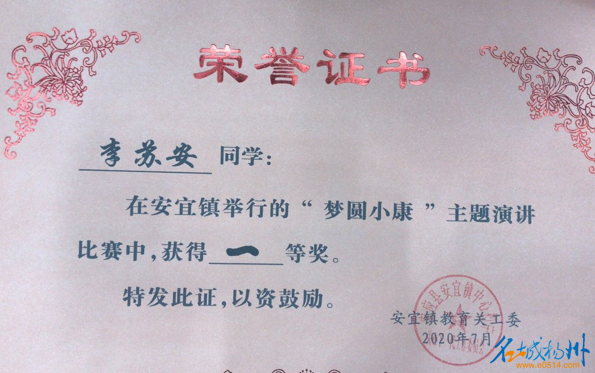 荣誉证书
李苏安 同学：
在安宜镇举行的“梦圆小康”主题演讲
比赛中，获得 一 等奖。
特发此证，以资鼓励。
安宜镇教育关工委
2020年7月
名城扬州
www.e0514.com